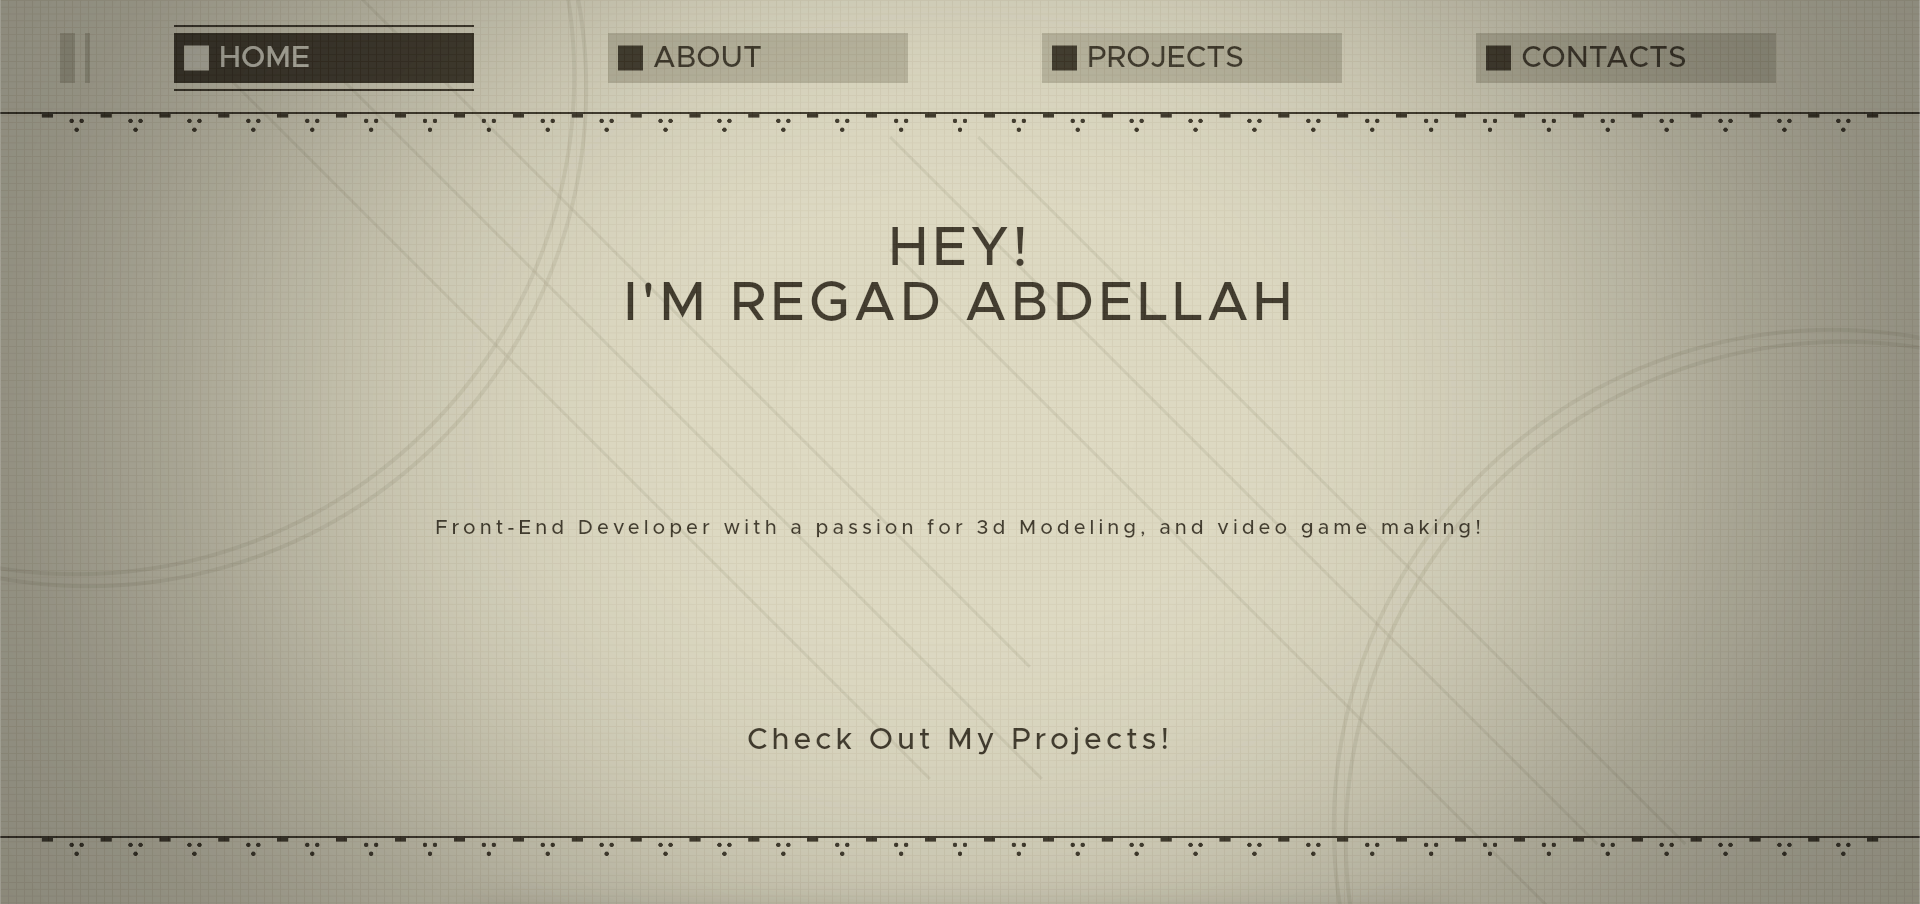 HOME
ABOUT
PROJECTS
CONTACTS
HEY!
I'M REGAD ABDELLAH
Front-End Developer with a passion for 3d Modeling, and video game making!
Check Out My Projects!